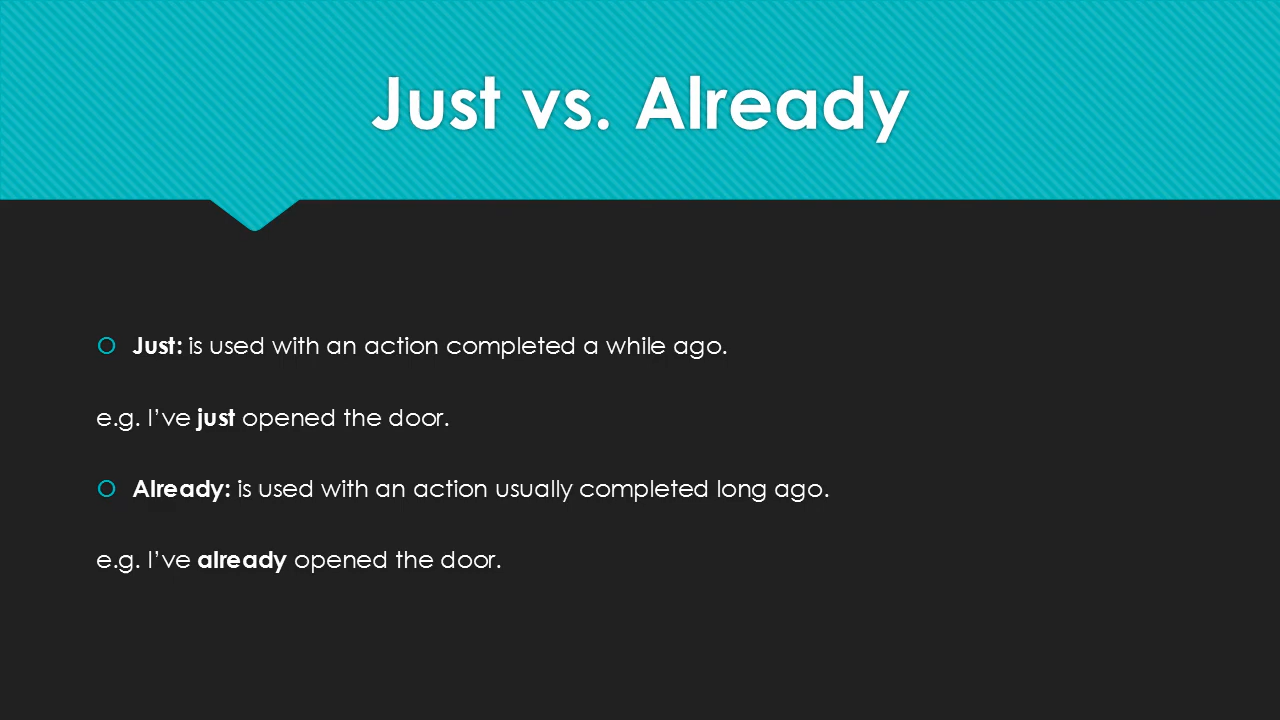 Just vs. Already
Just: is used with an action completed a while ago.
e.g. I’ve just opened the door.
Already: is used with an action usually completed long ago.
e.g. I’ve already opened the door.